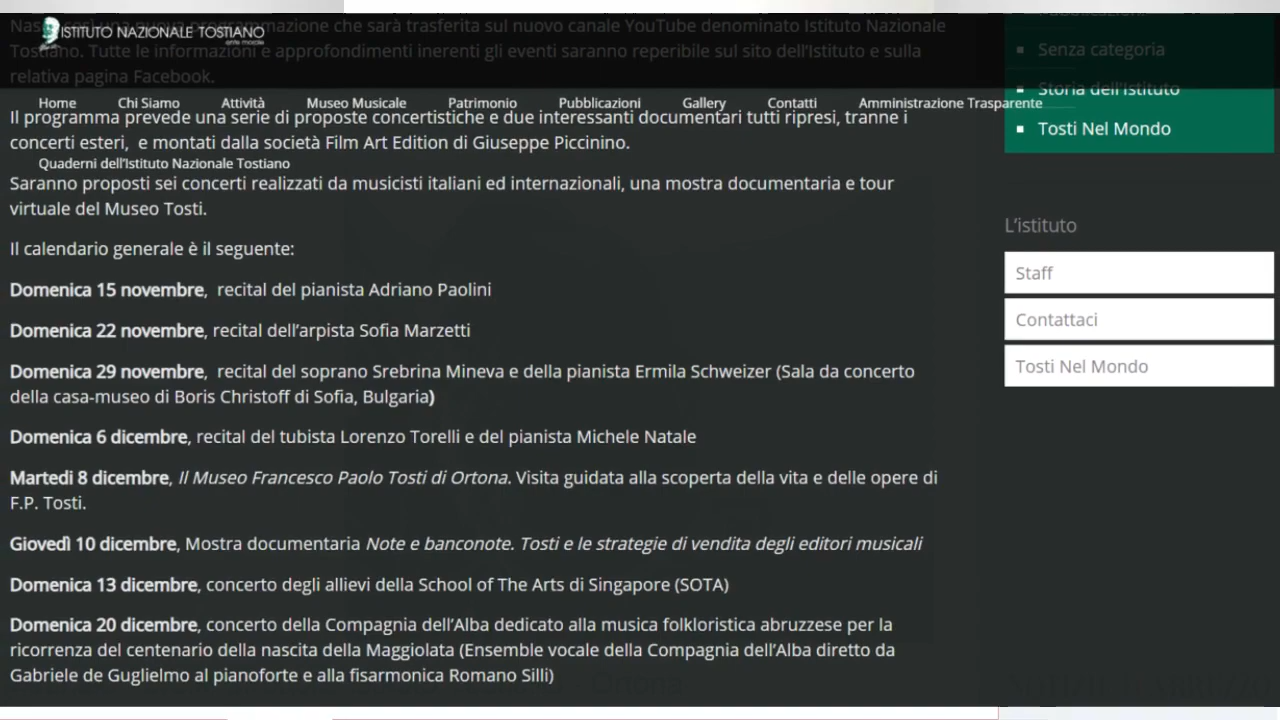 Nasce così una nuova programmazione che sarà trasferita sul nuovo canale YouTube denominato Istituto Nazionale
ISTITUTO NAZIONALE TOSTIANO
ente morale
Tostiano. Tutte le informazioni e approfondimenti inerenti gli eventi saranno reperibile sul sito dell'Istituto e sulla
relativa pagina Facebook.
Home Chi Siamo Attività Museo Musicale Patrimonio Pubblicazioni Gallery Contatti Amministrazione Trasparente
Il programma prevede una serie di proposte concertistiche e due interessanti documentari tutti ripresi, tranne i
concerti esteri, e montati dalla società Film Art Edition di Giuseppe Piccinino.
Quaderni dell'Istituto Nazionale Tostiano
Saranno proposti sei concerti realizzati da musicisti italiani ed internazionali, una mostra documentaria e tour
virtuale del Museo Tosti.
Il calendario generale è il seguente:
Domenica 15 novembre, recital del pianista Adriano Paolini
Domenica 22 novembre, recital dell'arpista Sofia Marzetti
Domenica 29 novembre, recital del soprano Srebrina Mineva e della pianista Ermila Schweizer (Sala da concerto
della casa-museo di Boris Christoff di Sofia, Bulgaria)
Domenica 6 dicembre, recital del tubista Lorenzo Torelli e del pianista Michele Natale
Martedì 8 dicembre, Il Museo Francesco Paolo Tosti di Ortona. Visita guidata alla scoperta della vita e delle opere di
F.P. Tosti.
Giovedì 10 dicembre, Mostra documentaria Note e banconote. Tosti e le strategie di vendita degli editori musicali
Domenica 13 dicembre, concerto degli allievi della School of The Arts di Singapore (SOTA)
Domenica 20 dicembre, concerto della Compagnia dell'Alba dedicato alla musica folkloristica abruzzese per la
ricorrenza del centenario della nascita della Maggiolata (Ensemble vocale della Compagnia dell'Alba diretto da
Gabriele de Guglielmo al pianoforte e alla fisarmonica Romano Silli)
Ortona
Senza categoria
Storia dell'Istituto
Tosti Nel Mondo
L'istituto
Staff
Contattaci
Tosti Nel Mondo